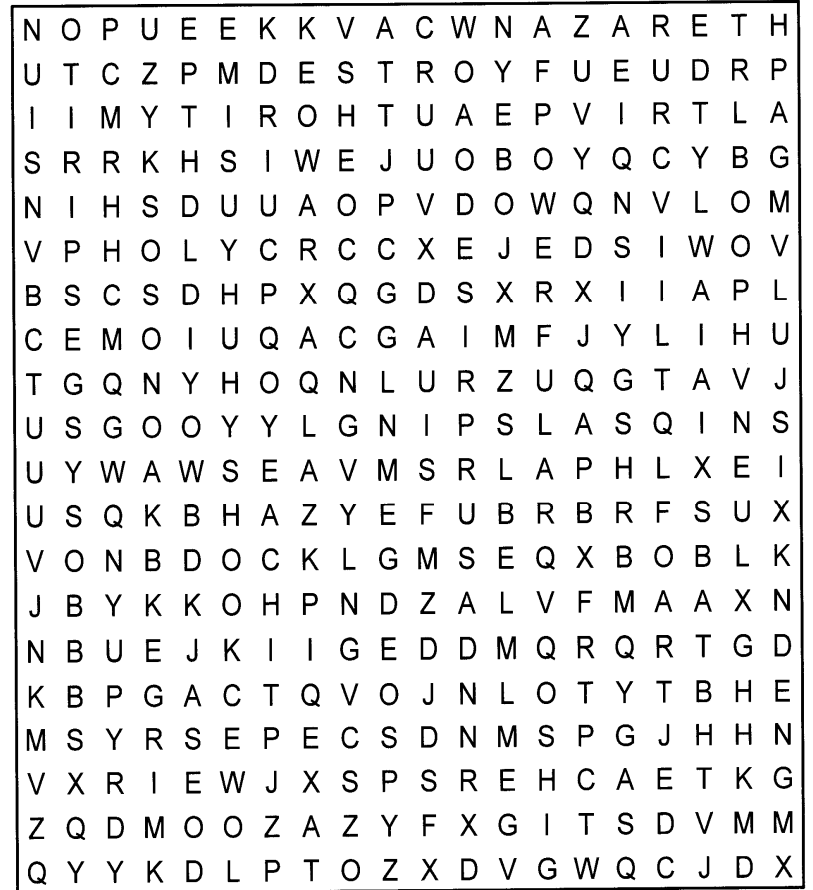 N O P U E E K K V A C W N A Z A R E T H
U T C Z P M D E S T R O Y F U E U D R P
I I M Y T I R O H T U A E P V I R T L A
S R R K H S I W E J U O B O Y Q C Y B G
N I H S D U U A O P V D O W Q N V L O M
V P H O L Y C R C C X E J E D S I W O V
B S C S D H P X Q G D S X R X I I A P L
C E M O I U Q A C G A I M F J Y L I H U
T G Q N Y H O Q N L U R Z U Q G T A V J
U S G O O Y Y L G N I P S L A S Q I N S
U Y W A W S E A V M S R L A P H L X E I
U S Q K B H A Z Y E F U B R B R F S U X
V O N B D O C K L G M S E Q X B O B L K
J B Y K K O H P N D Z A L V F M A A X N
N B U E J K I I G E D D M Q R Q R T G D
K B P G A C T Q V O J N L O T Y T B H E
M S Y R S E P E C S D N M S P G J H H N
V X R I E W J X S P S R E H C A E T K G
Z Q D M O O Z A Z Y F X G I T S D V M M
Q Y Y K D L P T O Z X D V G W Q C J D X